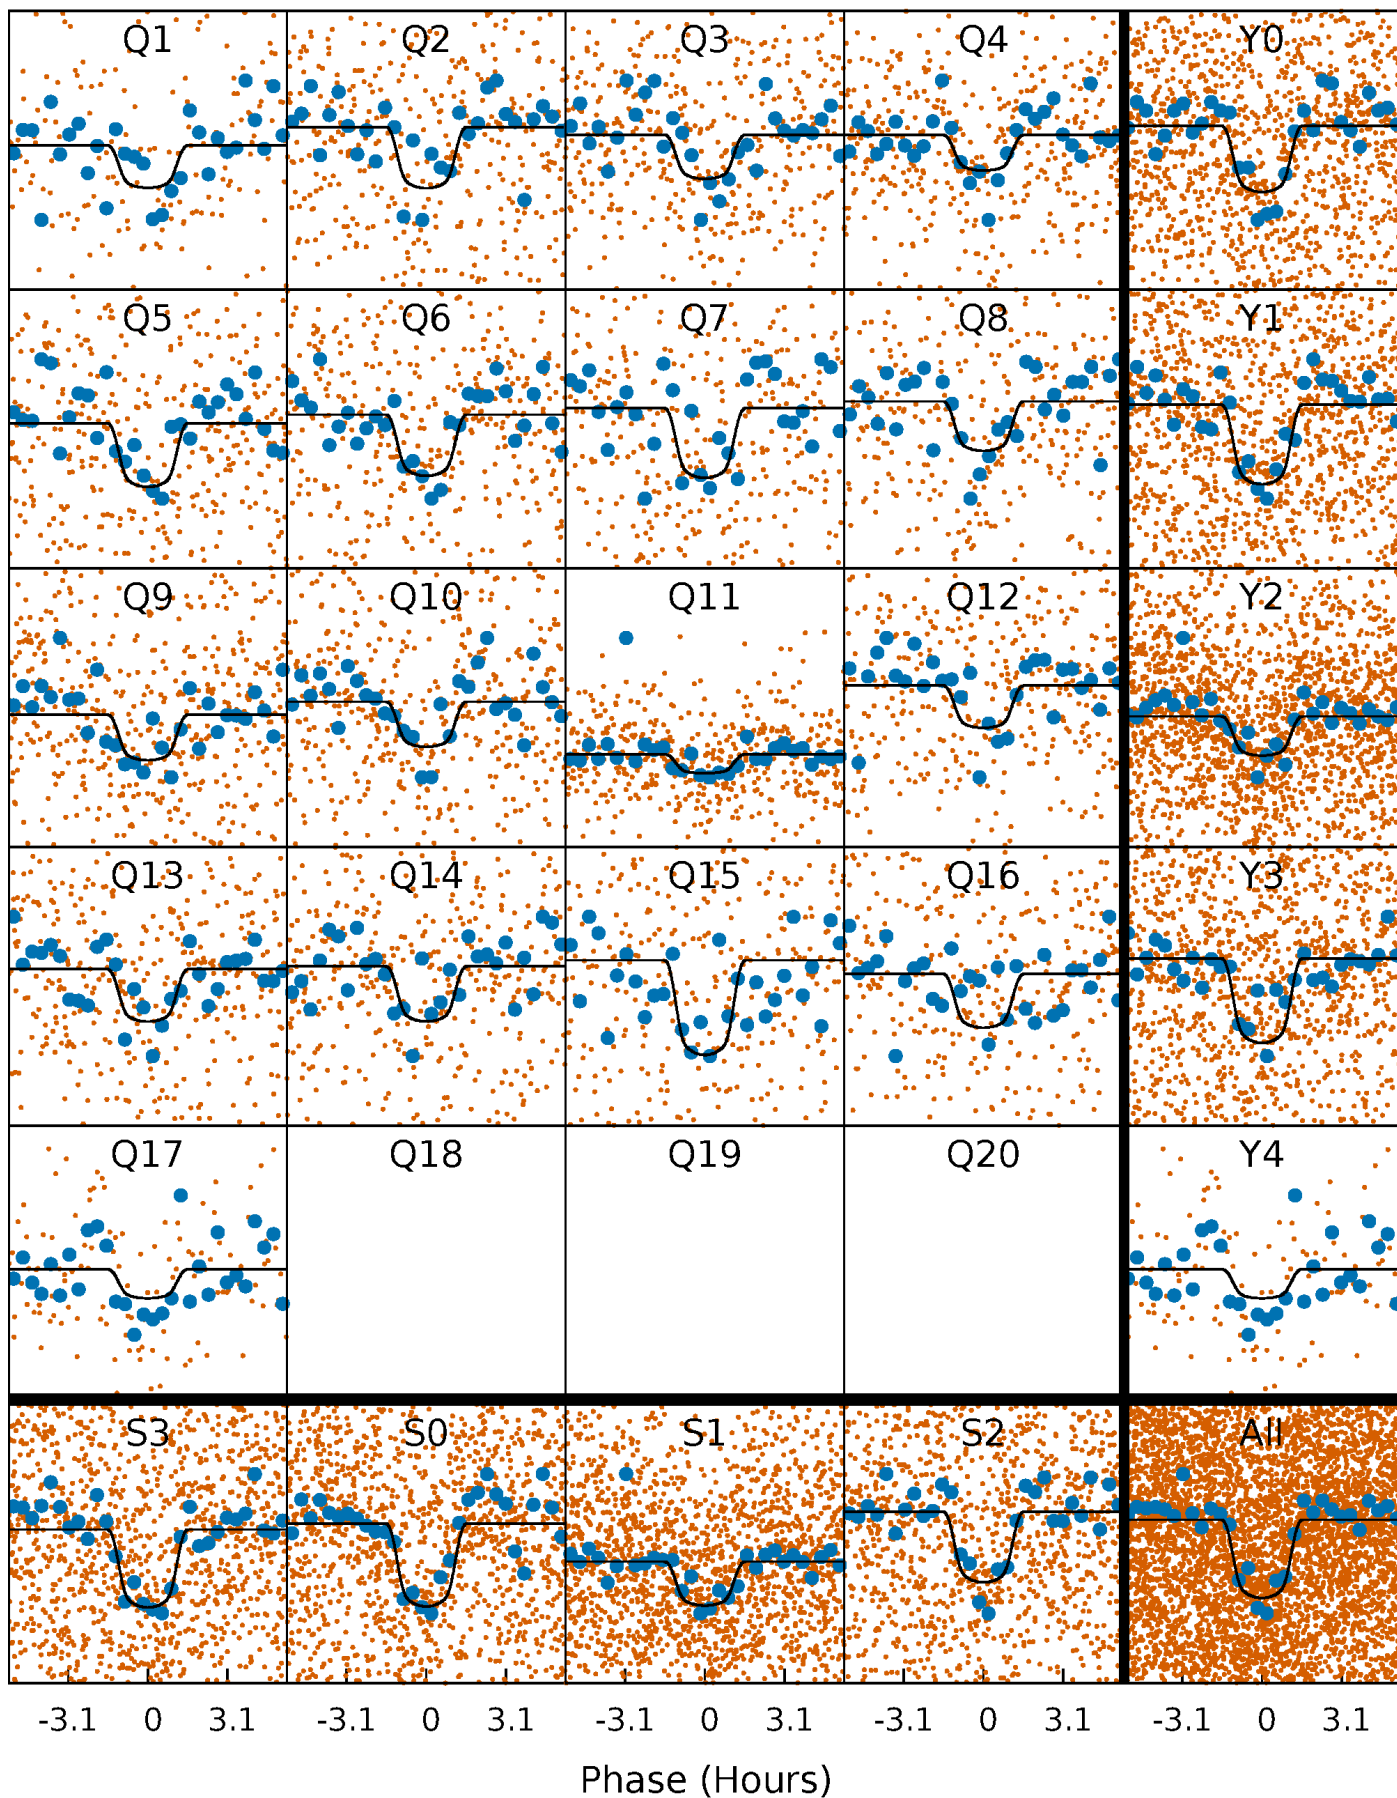 Q1 Q2 Q3 Q4 Y0
Q5 Q6 Q7 Q8 Y1
Q9 Q10 Q11 Q12 Y2
Q13 Q14 Q15 Q16 Y3
Q17 Q18 Q19 Q20 Y4
S3 S0 S1 S2 All
-3.1 0 3.1 -3.1 0 3.1 -3.1 0 3.1 -3.1 0 3.1 -3.1 0 3.1
Phase (Hours)